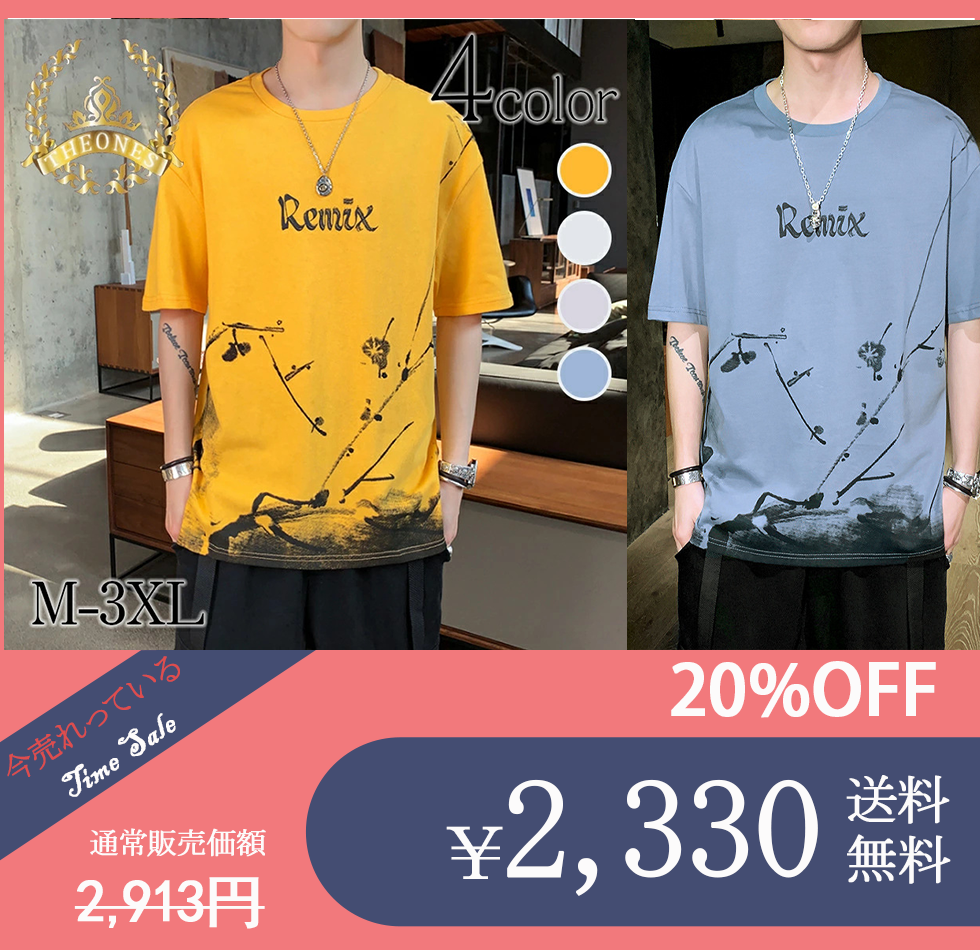 THEONES
4color
Remix
Remix
M-3XL
今売れっている
Time Sale
20%OFF
通常販売価額
2,913円
¥2,330
送料
無料